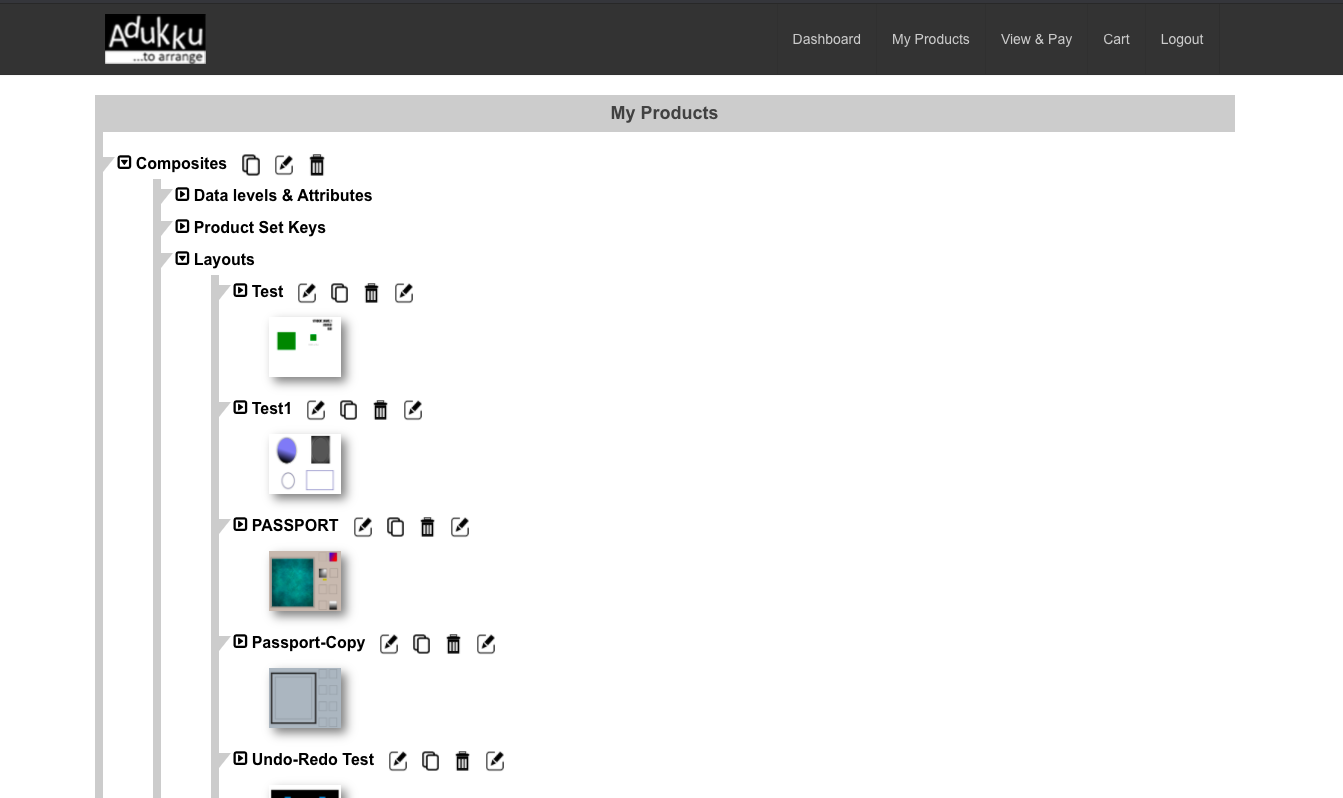 Adukku
...to arrange
Dashboard My Products View & Pay Cart Logout
My Products
Composites
Data levels & Attributes
Product Set Keys
Layouts
Test
Test1
PASSPORT
Passport-Copy
Undo-Redo Test